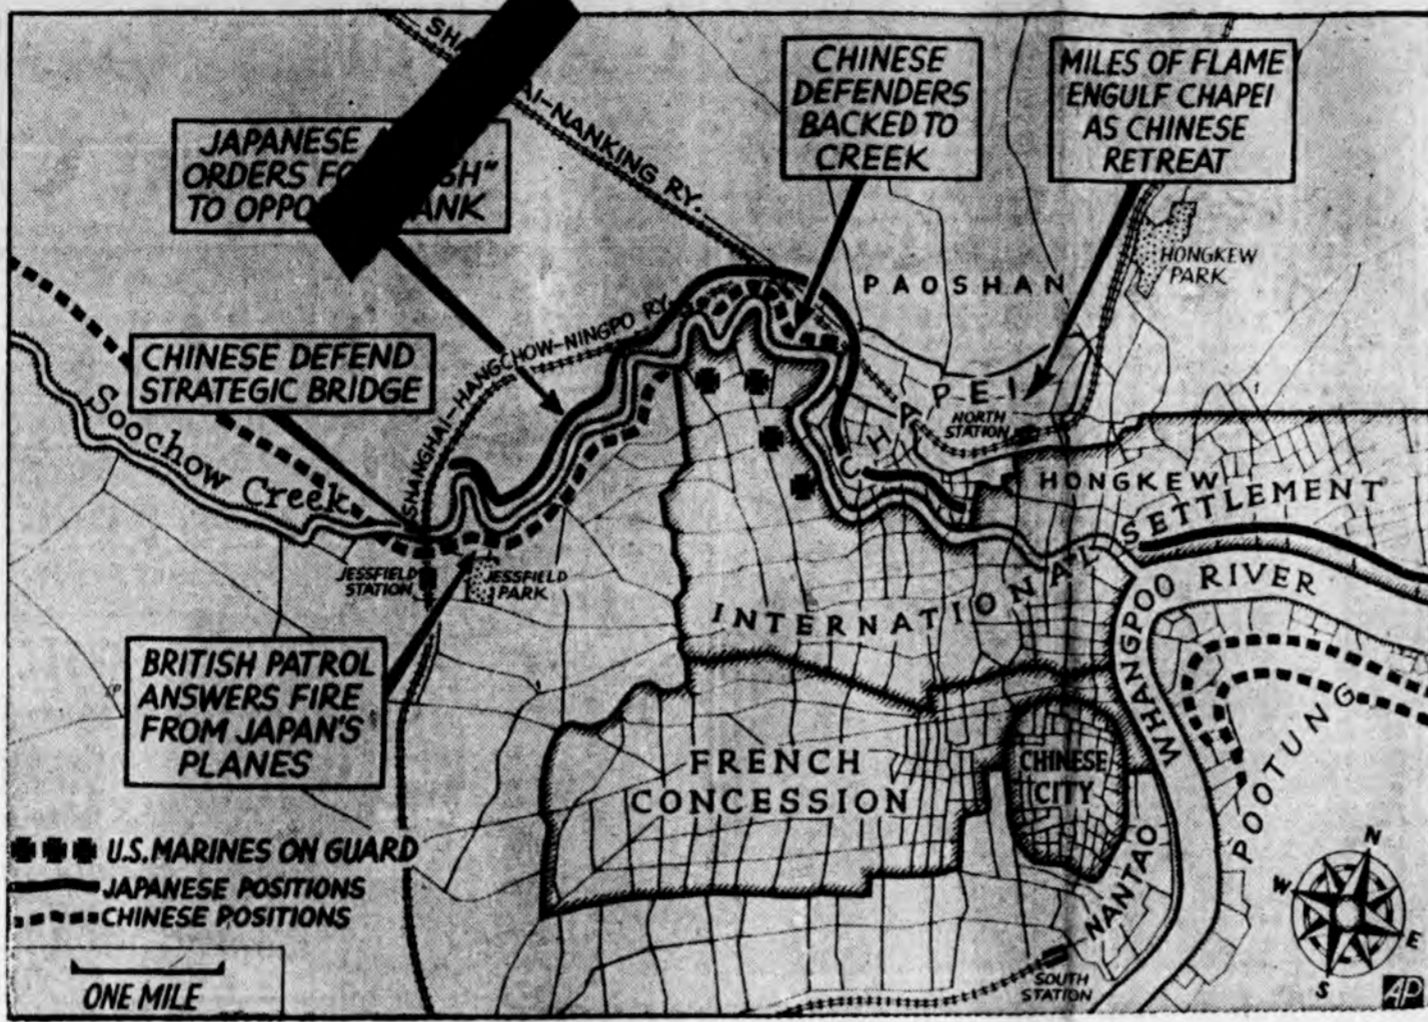 SHANGHAI-NANKING RY.
JAPANESE
ORDERS
TO
CHINESE
DEFENDERS
BACKED TO
CREEK
MILES OF FLAME
ENGULF CHAPEI
AS CHINESE
RETREAT
HONGKEW
PARK
PAOSHAN
SHANGHAI-HANGCHOW-NINGPO RY.
CHINESE DEFEND
STRATEGIC BRIDGE
Soochow Creek
CHAPEI
NORTH
STATION
HONGKEW
INTERNATIONAL SETTLEMENT
JESSFIELD
STATION
JESSFIELD
PARK
WHANGPOO RIVER
BRITISH PATROL
ANSWERS FIRE
FROM JAPAN'S
PLANES
FRENCH
CONCESSION
CHINESE
CITY
POOTUNG
NANTAO
U.S. MARINES ON GUARD
JAPANESE POSITIONS
CHINESE POSITIONS
ONE MILE
SOUTH
STATION
N
W
E
S
AP